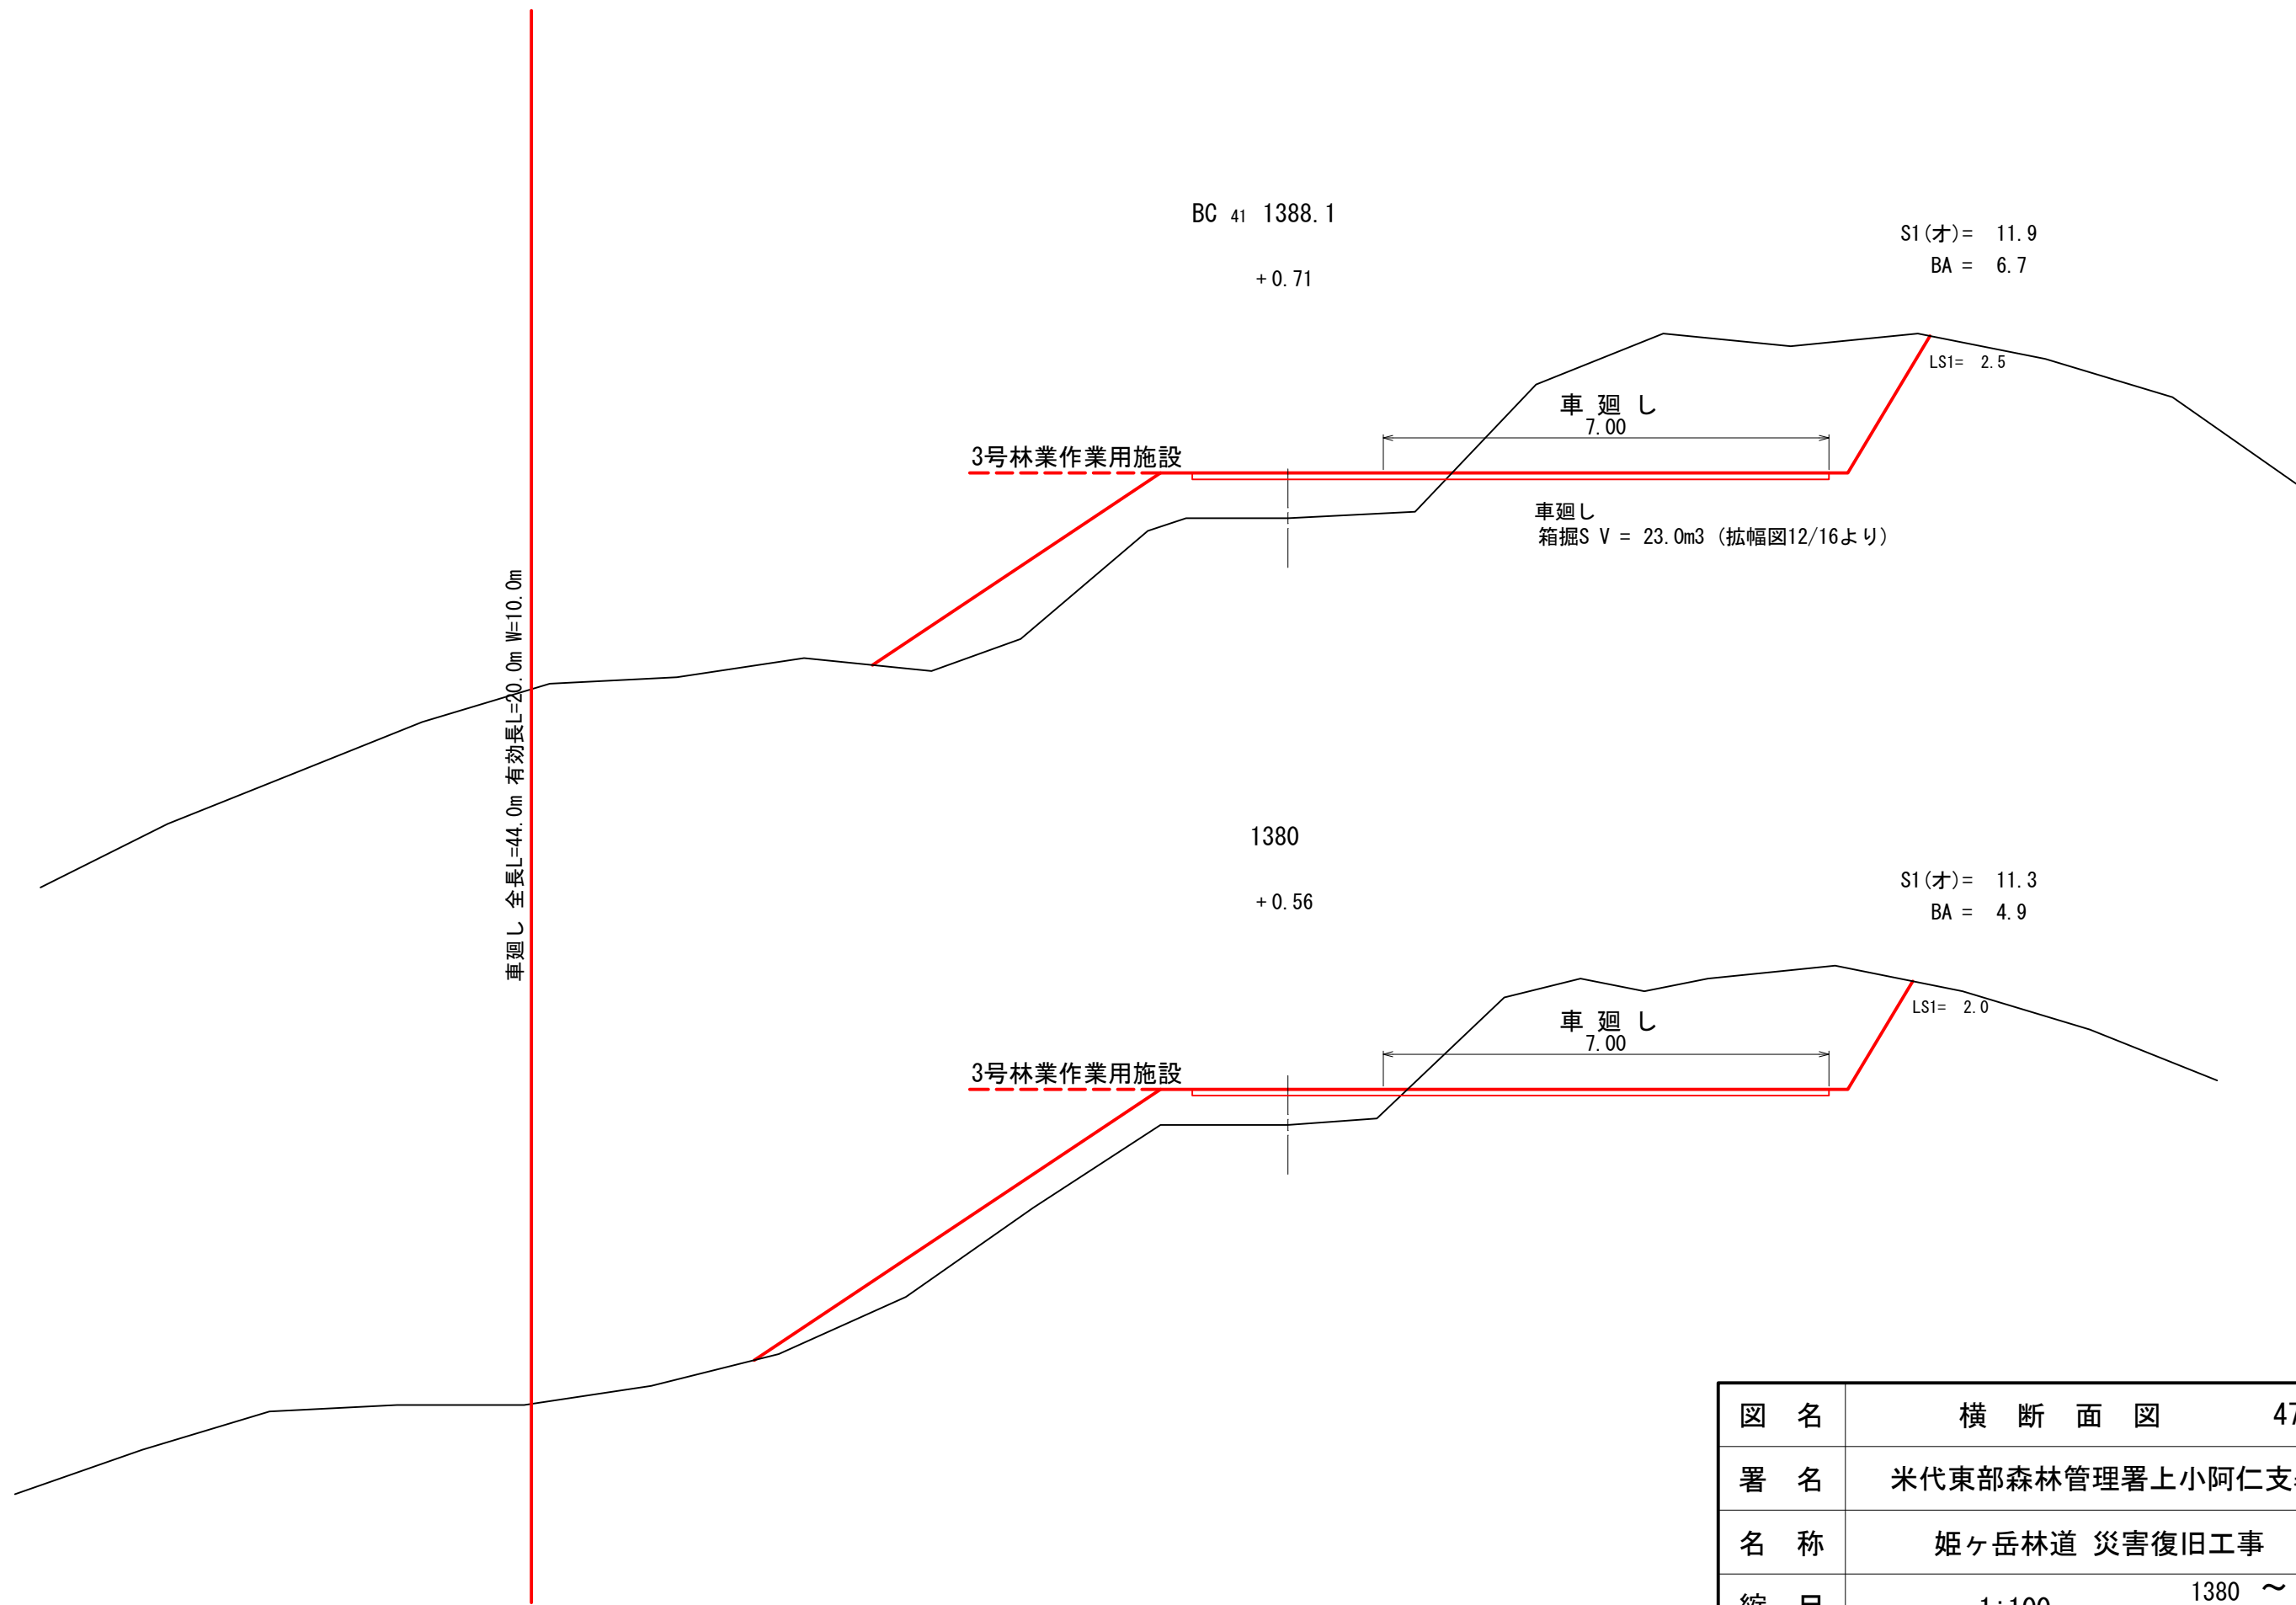 BC 41 1388.1
+0.71
S1(オ)= 11.9
BA = 6.7
LS1= 2.5
車 廻 し
7.00
3号林業作業用施設
車廻し
箱掘S V = 23.0m3 (拡幅図12/16より)
車廻し 全長L=44.0m 有効長L=20.0m W=10.0m
1380
+0.56
S1(オ)= 11.3
BA = 4.9
LS1= 2.0
車 廻 し
7.00
3号林業作業用施設
図 名 横 断 面 図 47
署 名 米代東部森林管理署上小阿仁支
名 称 姫ヶ岳林道 災害復旧工事
縮 尺 1:100 1380 ～